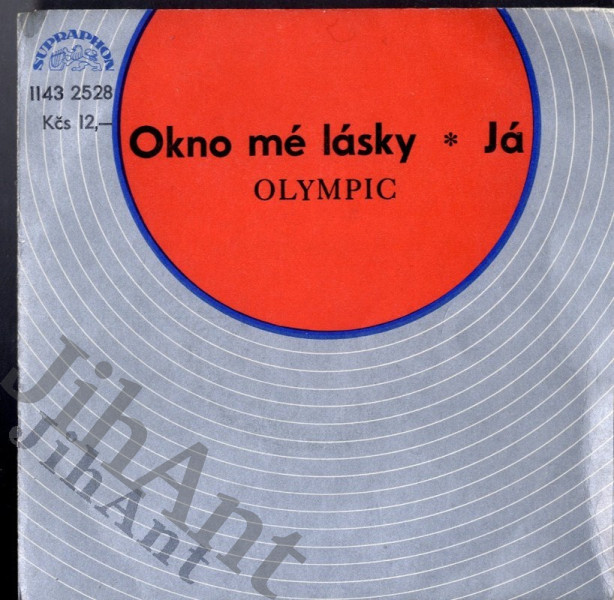 SUPRAPHON
1143 2528
Kčs 12,—
Okno mé lásky * Já
OLYMPIC
JihAnt
JihAnt